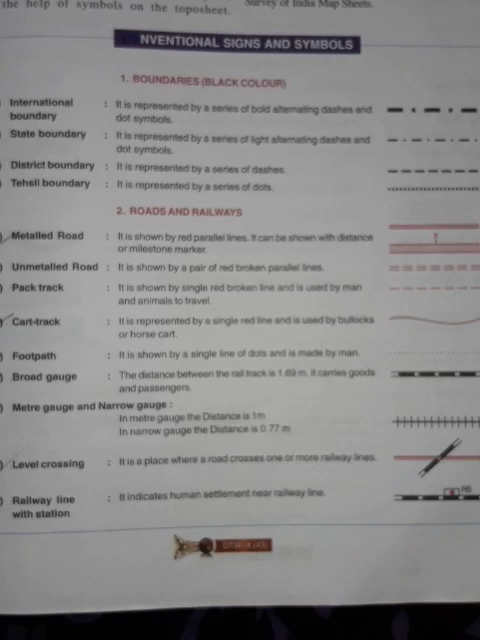 the help of symbols on the toposheet.
Survey of India Map Sheets.
NVENTIONAL SIGNS AND SYMBOLS
1. BOUNDARIES (BLACK COLOUR)
International boundary : It is represented by a series of bold alternating dashes and
dot symbols.
State boundary : It is represented by a series of light alternating dashes and
dot symbols.
District boundary : It is represented by a series of dashes.
Tehsil boundary : It is represented by a series of dots.
2. ROADS AND RAILWAYS
Metalled Road : It is shown by red parallel lines. It can be shown with distance
or milestone marker.
Unmetalled Road : It is shown by a pair of red broken parallel lines.
Pack track : It is shown by single red broken line and is used by man
and animals to travel.
Cart-track : It is represented by a single red line and is used by bullocks
or horse cart.
Footpath : It is shown by a single line of dots and is made by man.
Broad gauge : The distance between the rail track is 1.69 m. It carries goods
and passengers.
Metre gauge and Narrow gauge :
In metre gauge the Distance is 1m
In narrow gauge the Distance is 0.77 m
Level crossing : It is a place where a road crosses one or more railway lines.
RS
Railway line : It indicates human settlement near railway line.
with station